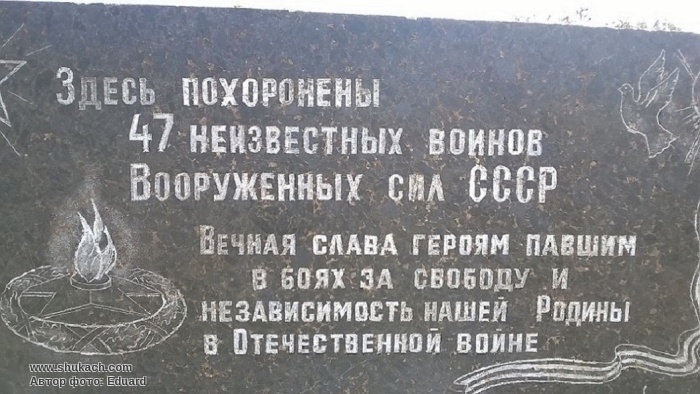 Здесь похоронены
47 неизвестных воинов
Вооруженных сил СССР
Вечная слава героям павшим
в боях за свободу и
независимость нашей Родины
в Отечественной войне
www.shukach.com
Автор фото: Eduard